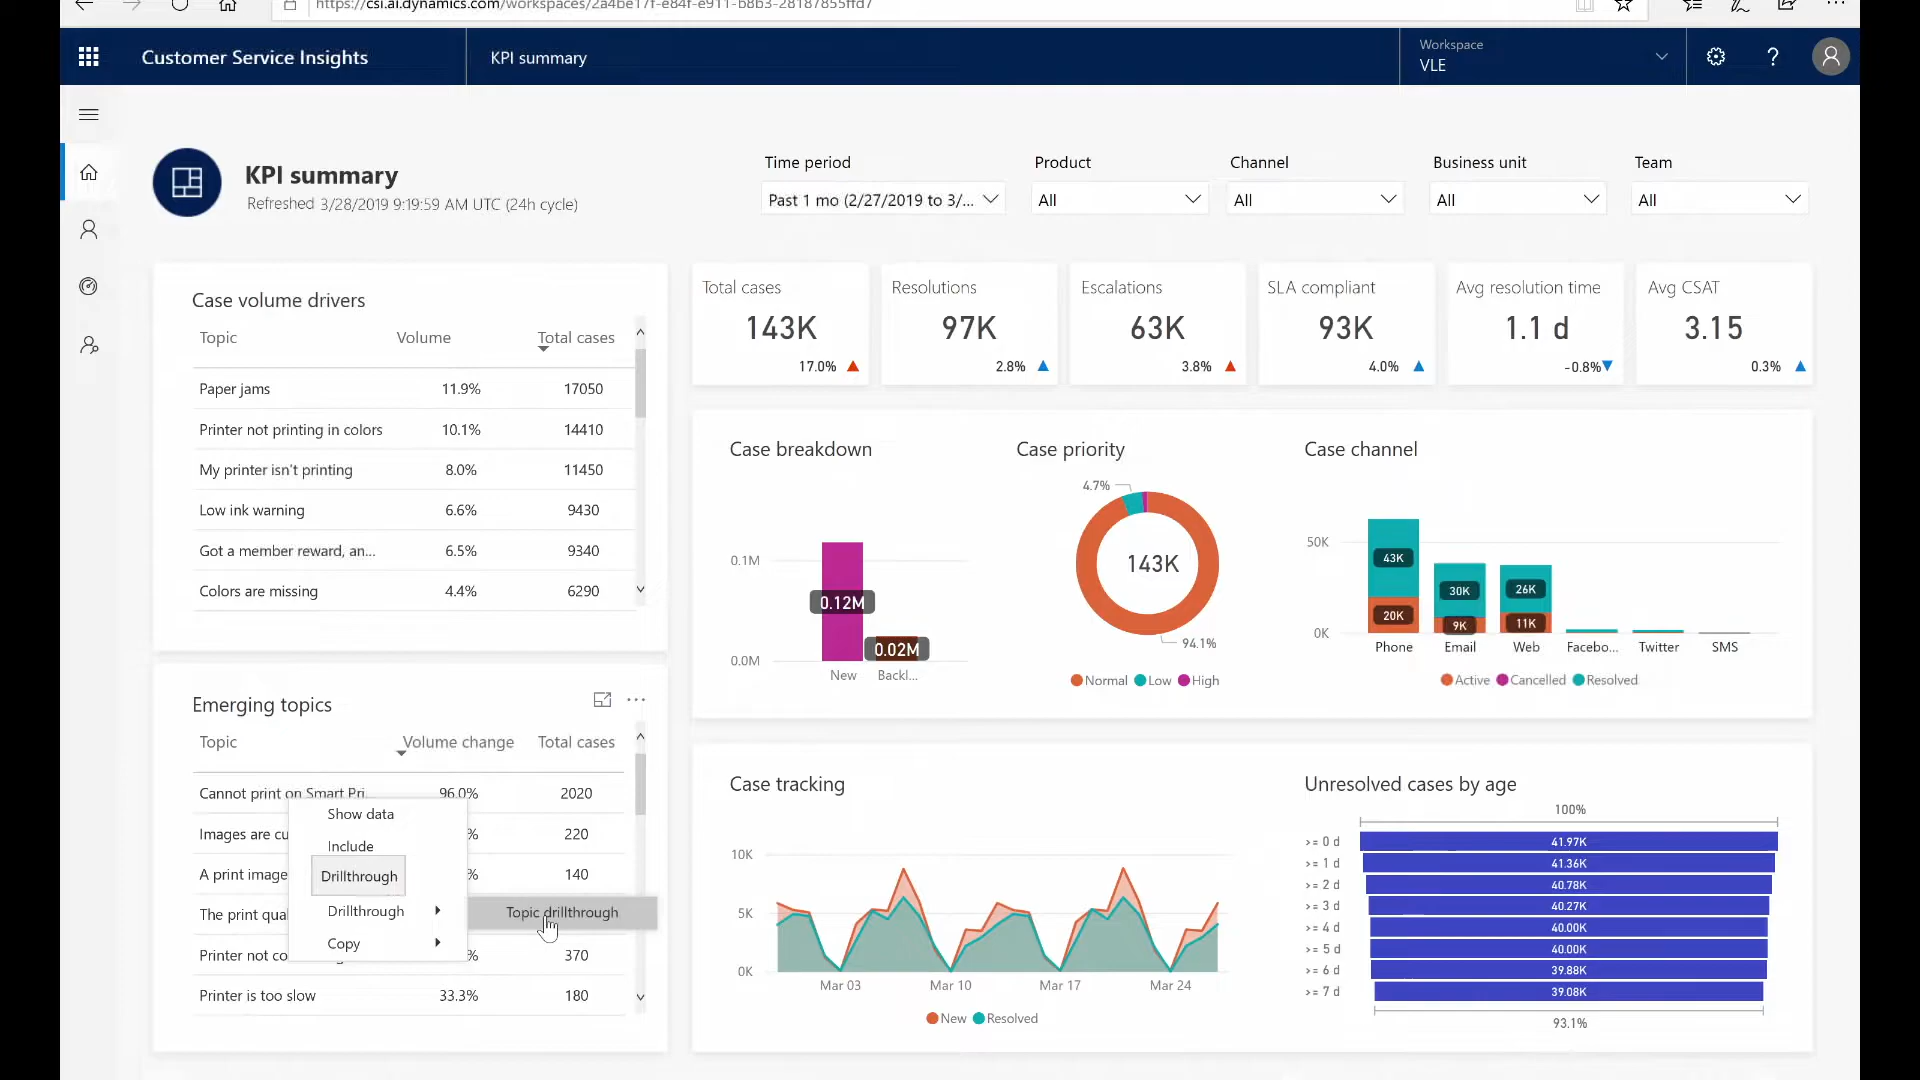 https://csi.ai.dynamics.com/workspaces/2a4be17f-e84f-e911-b8b3-28187855ffd7
Customer Service Insights
KPI summary
Workspace
VLE
?
KPI summary
Refreshed 3/28/2019 9:19:59 AM UTC (24h cycle)
Time period
Past 1 mo (2/27/2019 to 3/...
Product
All
Channel
All
Business unit
All
Team
All
Case volume drivers
Topic Volume Total cases
Paper jams 11.9% 17050
Printer not printing in colors 10.1% 14410
My printer isn't printing 8.0% 11450
Low ink warning 6.6% 9430
Got a member reward, an... 6.5% 9340
Colors are missing 4.4% 6290
Total cases
143K
17.0%
Resolutions
97K
2.8%
Escalations
63K
3.8%
SLA compliant
93K
4.0%
Avg resolution time
1.1 d
-0.8%
Avg CSAT
3.15
0.3%
Case breakdown
0.1M
0.0M
0.12M
0.02M
New Backl...
Case priority
4.7%
143K
94.1%
Normal Low High
Case channel
50K
0K
43K
20K
30K
9K
26K
11K
Phone Email Web Facebo... Twitter SMS
Active Cancelled Resolved
Emerging topics
Topic Volume change Total cases
Cannot print on Smart Pri... 96.0% 2020
Images are cu % 220
A print image % 140
The print qua
Printer not co % 370
Printer is too slow 33.3% 180
Show data
Include
Drillthrough
Drillthrough
Copy
Topic drillthrough
Case tracking
10K
5K
0K
Mar 03 Mar 10 Mar 17 Mar 24
New Resolved
Unresolved cases by age
100%
>= 0 d 41.97K
>= 1 d 41.36K
>= 2 d 40.78K
>= 3 d 40.27K
>= 4 d 40.00K
>= 5 d 40.00K
>= 6 d 39.88K
>= 7 d 39.08K
93.1%